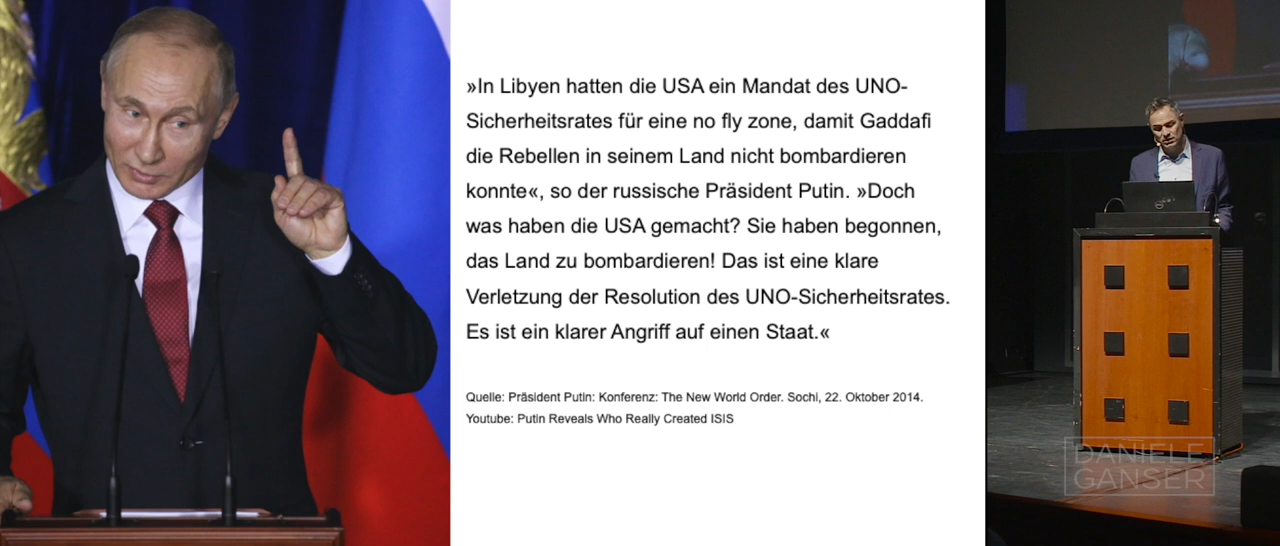 »In Libyen hatten die USA ein Mandat des UNO-
Sicherheitsrates für eine no fly zone, damit Gaddafi
die Rebellen in seinem Land nicht bombardieren
konnte«, so der russische Präsident Putin. »Doch
was haben die USA gemacht? Sie haben begonnen,
das Land zu bombardieren! Das ist eine klare
Verletzung der Resolution des UNO-Sicherheitsrates.
Es ist ein klarer Angriff auf einen Staat.«
Quelle: Präsident Putin: Konferenz: The New World Order. Sochi, 22. Oktober 2014.
Youtube: Putin Reveals Who Really Created ISIS
DANIELE
GANSER